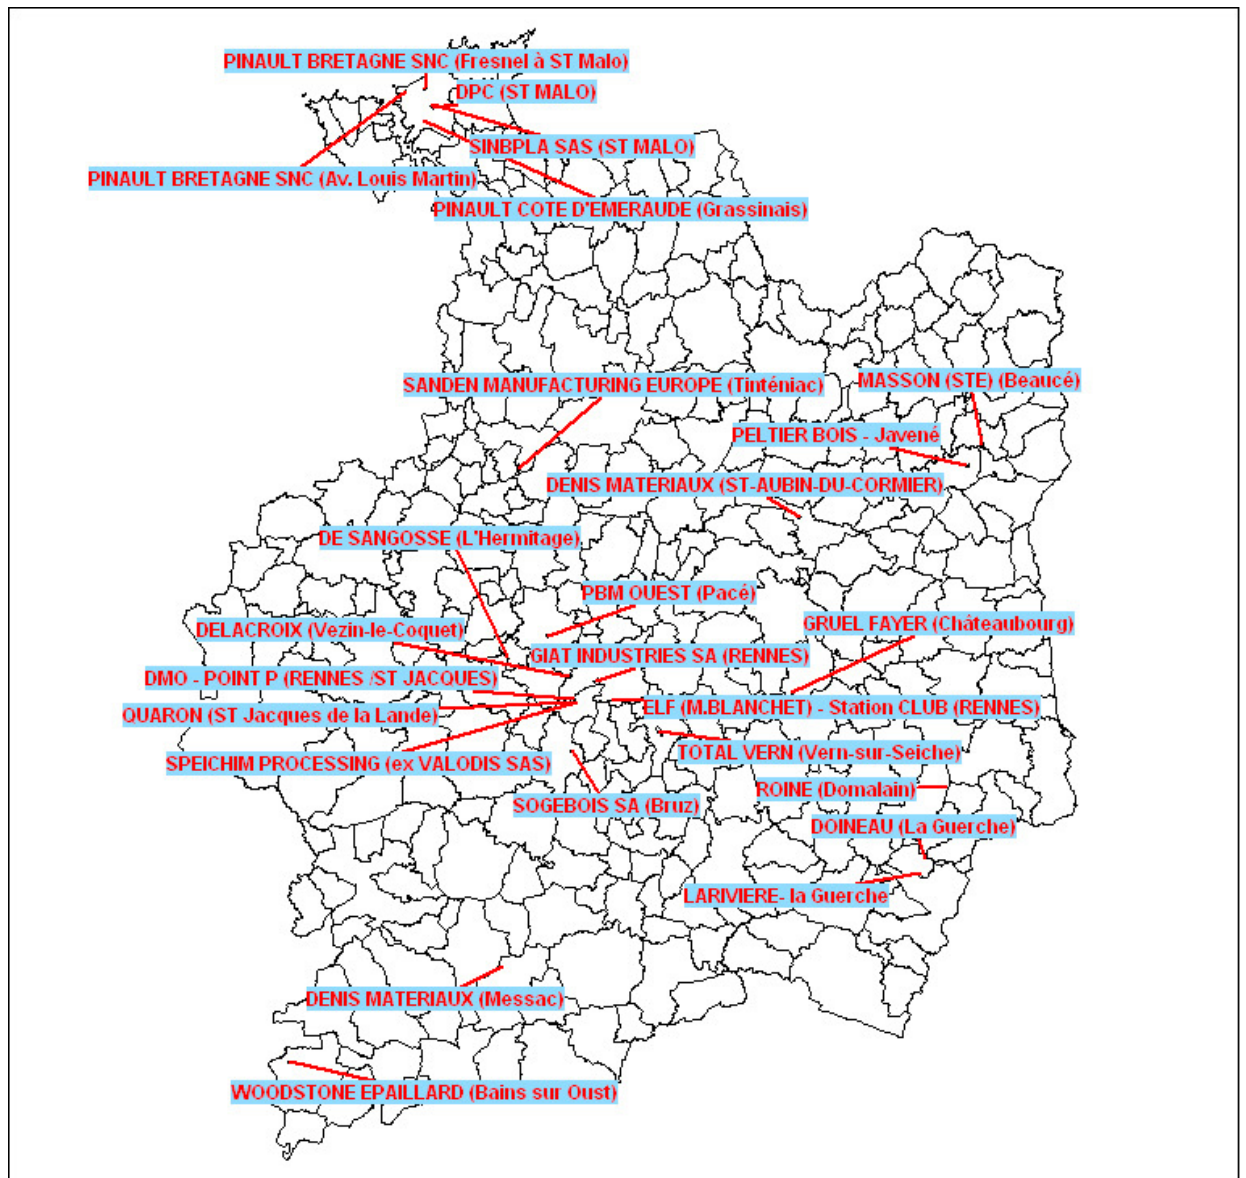 PINAULT BRETAGNE SNC (Fresnel à ST Malo)
DPC (ST MALO)
SINBPLA SAS (ST MALO)
PINAULT BRETAGNE SNC (Av. Louis Martin)
PINAULT COTE D'EMERAUDE (Grassinais)
SANDEN MANUFACTURING EUROPE (Tinténiac)
MASSON (STE) (Beaucé)
PELTIER BOIS - Javené
DENIS MATERIAUX (ST-AUBIN-DU-CORMIER)
DE SANGOSSE (L'Hermitage)
PBM OUEST (Pacé)
DELACROIX (Vezin-le-Coquet)
GRUEL FAYER (Châteaubourg)
GIAT INDUSTRIES SA (RENNES)
DMO - POINT P (RENNES /ST JACQUES)
QUARON (ST Jacques de la Lande)
ELF (M.BLANCHET) - Station CLUB (RENNES)
TOTAL VERN (Vern-sur-Seiche)
SPEICHIM PROCESSING (ex VALODIS SAS)
ROINE (Domalain)
SOGEBOIS SA (Bruz)
DOINEAU (La Guerche)
LARIVIERE- la Guerche
DENIS MATERIAUX (Messac)
WOODSTONE EPAILLARD (Bains sur Oust)